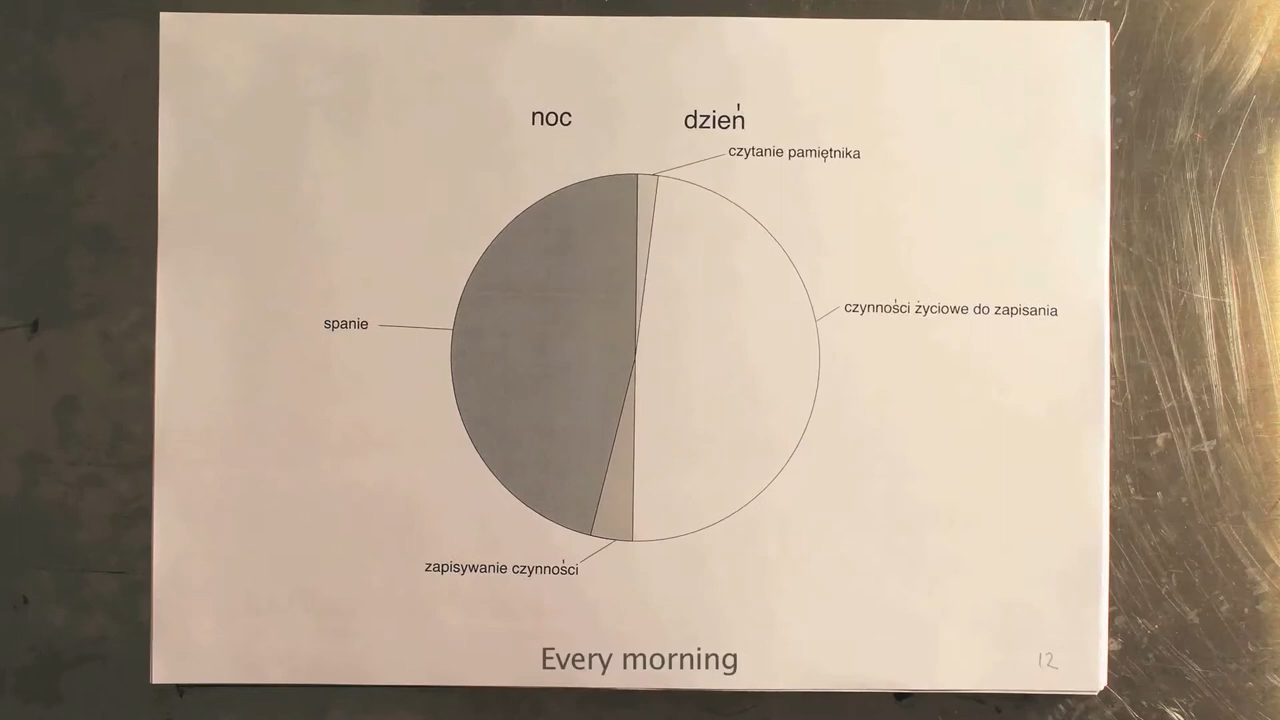 noc
dzień
czytanie pamiętnika
czynności życiowe do zapisania
spanie
zapisywanie czynności
Every morning
12